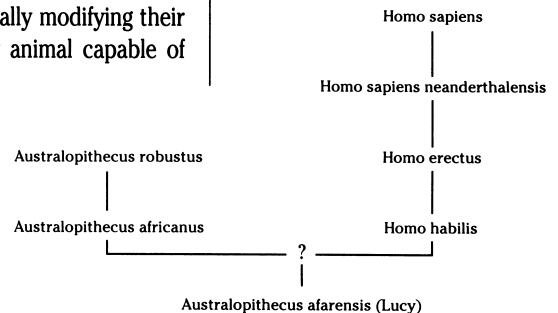 ally modifying their
animal capable of
Homo sapiens
Homo sapiens neanderthalensis
Australopithecus robustus
Homo erectus
Australopithecus africanus
Homo habilis
?
Australopithecus afarensis (Lucy)